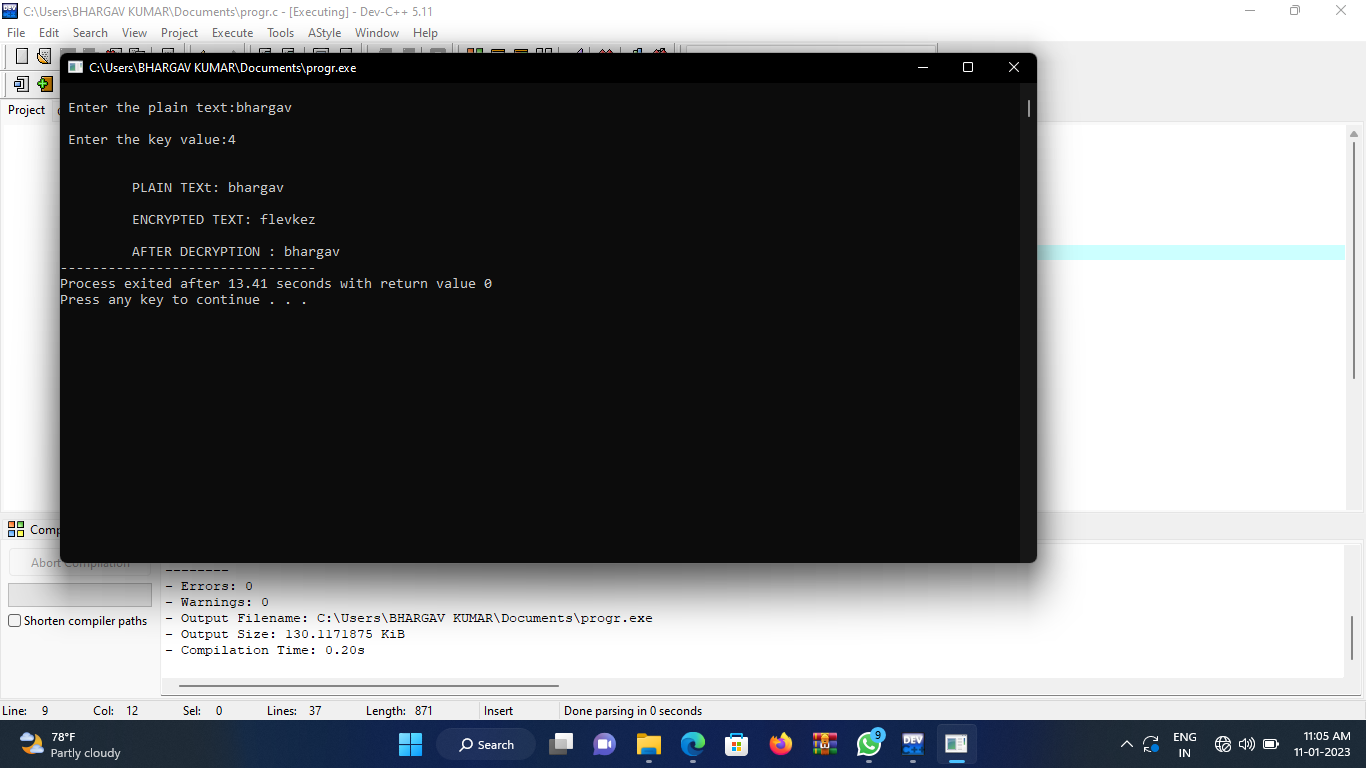 C:\Users\BHARGAV KUMAR\Documents\progr.c - [Executing] - Dev-C++ 5.11
File Edit Search View Project Execute Tools AStyle Window Help
C:\Users\BHARGAV KUMAR\Documents\progr.exe
Project
Enter the plain text:bhargav
Enter the key value:4
PLAIN TEXt: bhargav
ENCRYPTED TEXT: flevkez
AFTER DECRYPTION : bhargav
--------------------------------
Process exited after 13.41 seconds with return value 0
Press any key to continue . . .
Comp
Abort Compilation
--------
- Errors: 0
- Warnings: 0
Shorten compiler paths
- Output Filename: C:\Users\BHARGAV KUMAR\Documents\progr.exe
- Output Size: 130.1171875 KiB
- Compilation Time: 0.20s
Line: 9 Col: 12 Sel: 0 Lines: 37 Length: 871 Insert Done parsing in 0 seconds
78°F
Partly cloudy
Search
DEV
9
ENG
IN
11:05 AM
11-01-2023